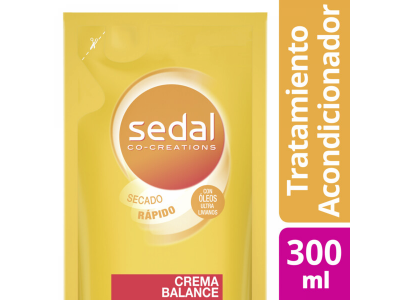 sedal
CO-CREATIONS
SECADO
RÁPIDO
CON
ÓLEOS
ULTRA
LIVIANOS
CREMA
BALANCE
Tratamiento
Acondicionador
300
ml